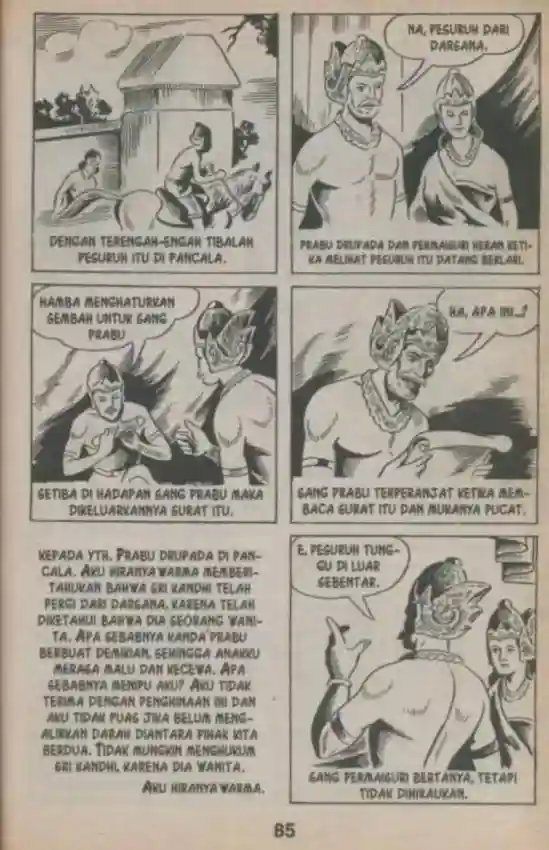 DENGAN TERENGAH-ENGAH TIBALAH
PESURUH ITU DI PANCALA.
NA, PESURUH DARI
DARSANA.
PRABU DRUPADA DAN PERMAISURI HERAN KETI-
KA MELIHAT PESURUH ITU DATANG BERLARI.
HAMBA MENGHATURKAN
SEMBAH UNTUK SANG
PRABU
SETIBA DI HADAPAN SANG PRABU MAKA
DIKELUARKANNYA SURAT ITU.
HA, APA INI...?
SANG PRABU TERPERANJAT KETIKA MEM-
BACA SURAT ITU DAN MUKANYA PUCAT.
KEPADA YTH. PRABU DRUPADA DI PAN-
CALA. AKU HIRANYAWARMA MEMBERI-
TAHUKAN BAHWA SRI KANDHI TELAH
PERGI DARI DARSANA. KARENA TELAH
DIKETAHUI BAHWA DIA SEORANG WANI-
TA. APA SEBABNYA KANDA PRABU
BERBUAT DEMIKIAN, SEHINGGA ANAKKU
MERASA MALU DAN KECEWA. APA
SEBABNYA MENIPU AKU? AKU TIDAK
TERIMA DENGAN PENGHINAAN INI DAN
AKU TIDAK PUAS JIKA BELUM MENG-
ALIRKAN DARAH DIANTARA PIHAK KITA
BERDUA. TIDAK MUNGKIN MENGHUKUM
SRI KANDHI, KARENA DIA WANITA.
AKU HIRANYAWARMA.
E, PESURUH TUNG-
GU DI LUAR
SEBENTAR.
SANG PERMAISURI BERTANYA, TETAPI
TIDAK DIHIRAUKAN.
85